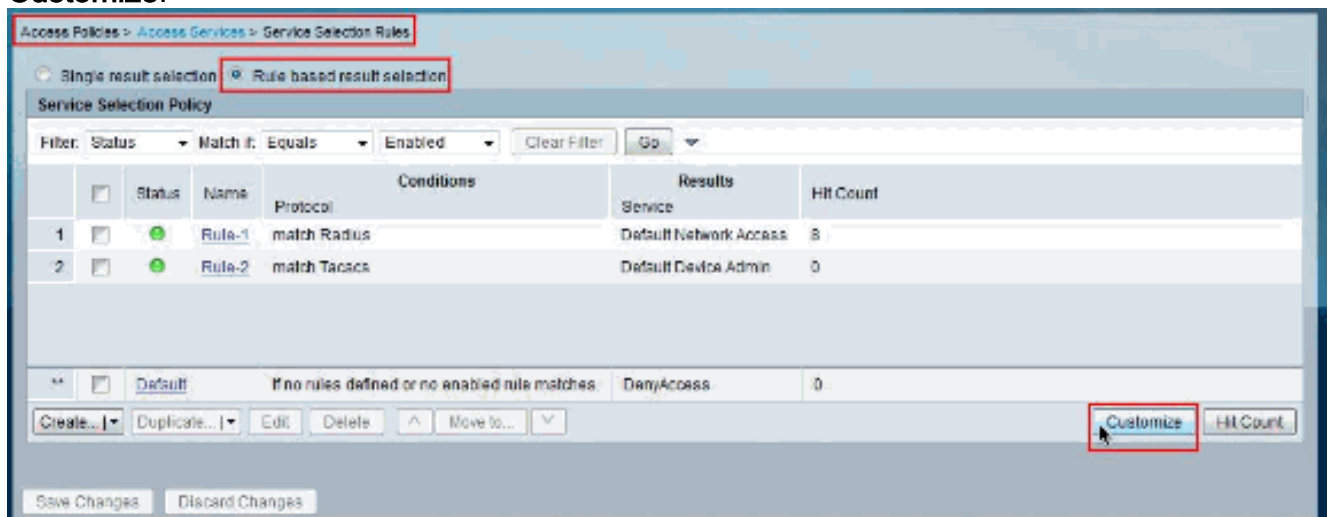 Customize.
Access Policies > Access Services > Service Selection Rules
Single result selection Rule based result selection
Service Selection Policy
Filter: Status Match if: Equals Enabled Clear Filter Go
Conditions Results
Status Name Protocol Service Hit Count
1 Rule-1 match Radius Default Network Access 8
2 Rule-2 match Tacacs Default Device Admin 0
** Default If no rules defined or no enabled rule matches. DenyAccess 0
Create... Duplicate... Edit Delete Move to... Customize Hit Count
Save Changes Discard Changes